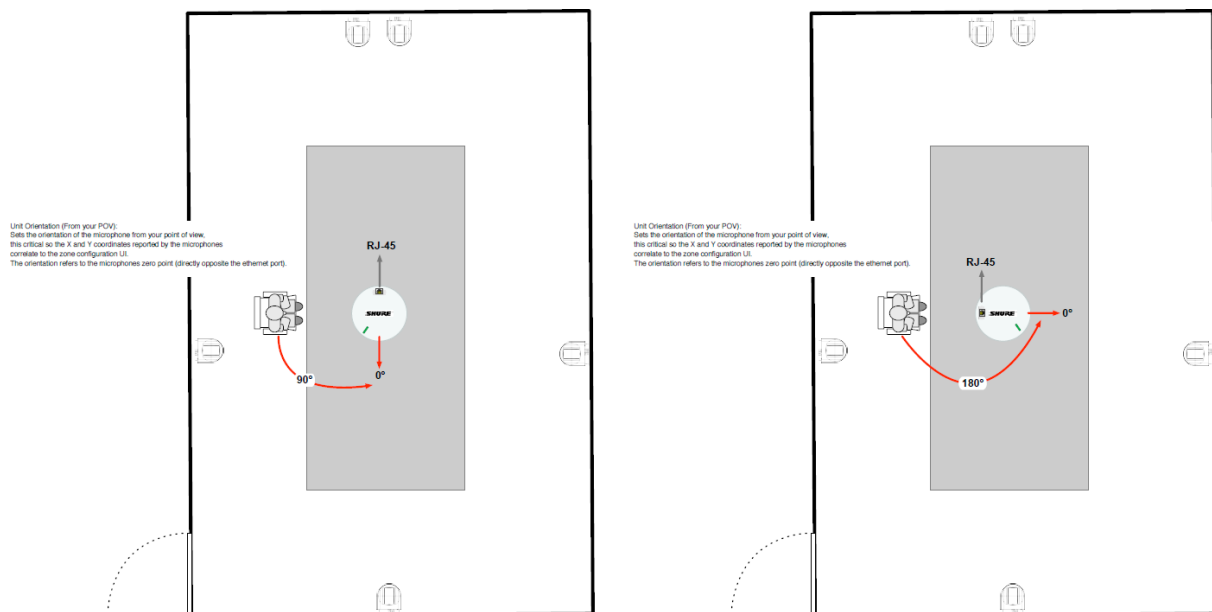 Unit Orientation (From your POV):
Sets the orientation of the microphone from your point of view,
this critical so the X and Y coordinates reported by the microphones
correlate to the zone configuration UI.
The orientation refers to the microphones zero point (directly opposite the ethernet port).
RJ-45
SHURE
90°
0°
Unit Orientation (From your POV):
Sets the orientation of the microphone from your point of view,
this critical so the X and Y coordinates reported by the microphones
correlate to the zone configuration UI.
The orientation refers to the microphones zero point (directly opposite the ethernet port).
RJ-45
SHURE
0°
180°